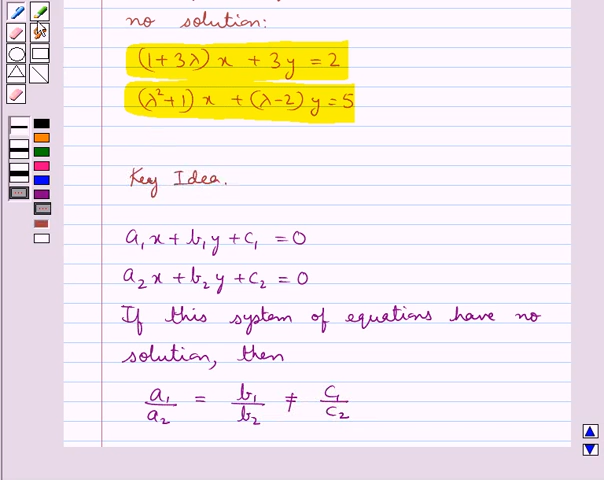 no solution:
(1+3λ) x + 3y = 2
(λ²+1) x + (λ-2) y = 5
Key Idea.
a₁x + b₁y + c₁ = 0
a₂x + b₂y + c₂ = 0
If this system of equations have no
solution, then
a₁/a₂ = b₁/b₂ ≠ c₁/c₂